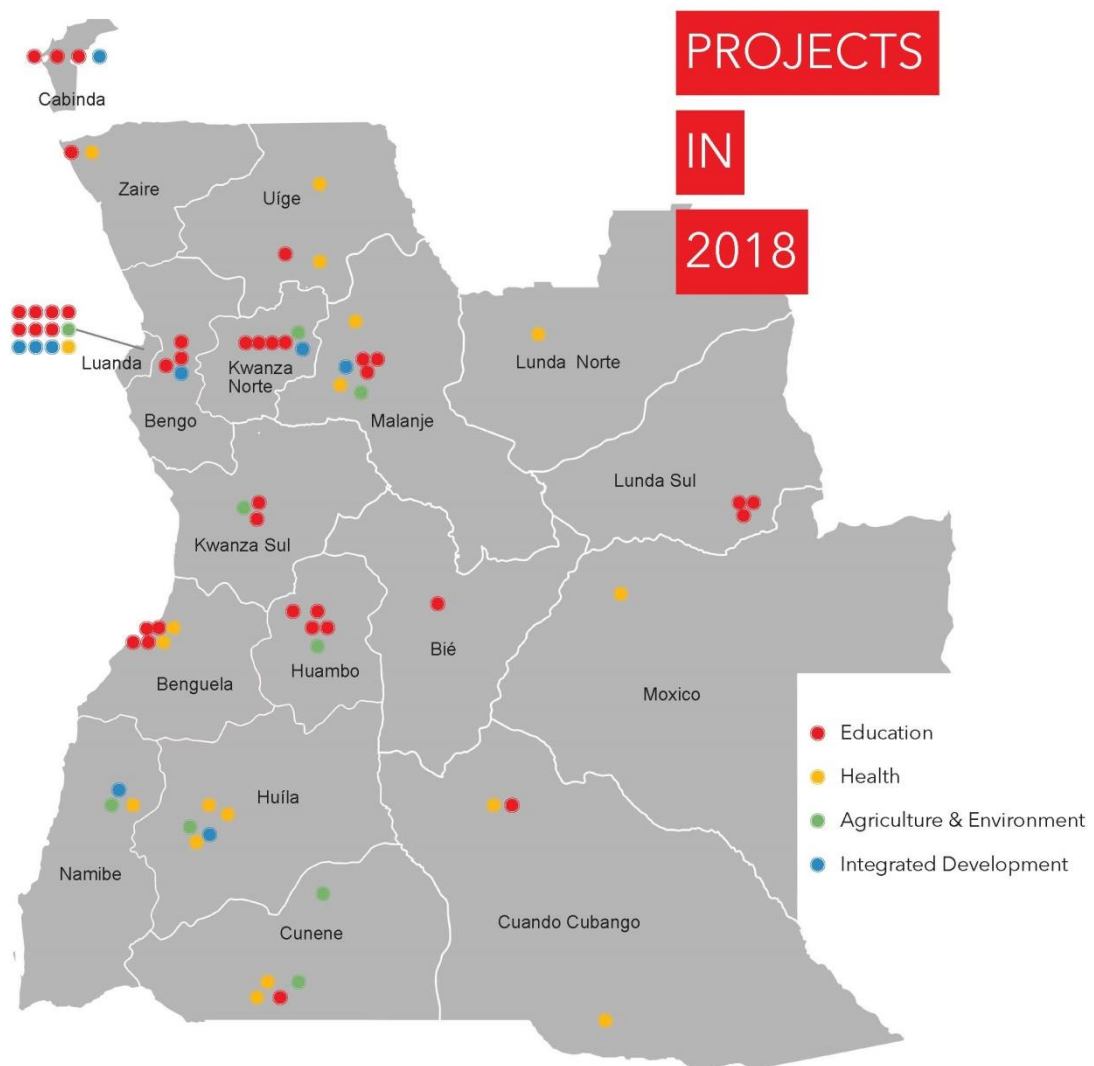 PROJECTS
IN
2018
Cabinda
Zaire
Uíge
Luanda
Kwanza
Norte
Lunda Norte
Bengo
Malanje
Lunda Sul
Kwanza Sul
Bié
Huambo
Benguela
Moxico
Education
Health
Huíla
Agriculture & Environment
Integrated Development
Namibe
Cunene
Cuando Cubango